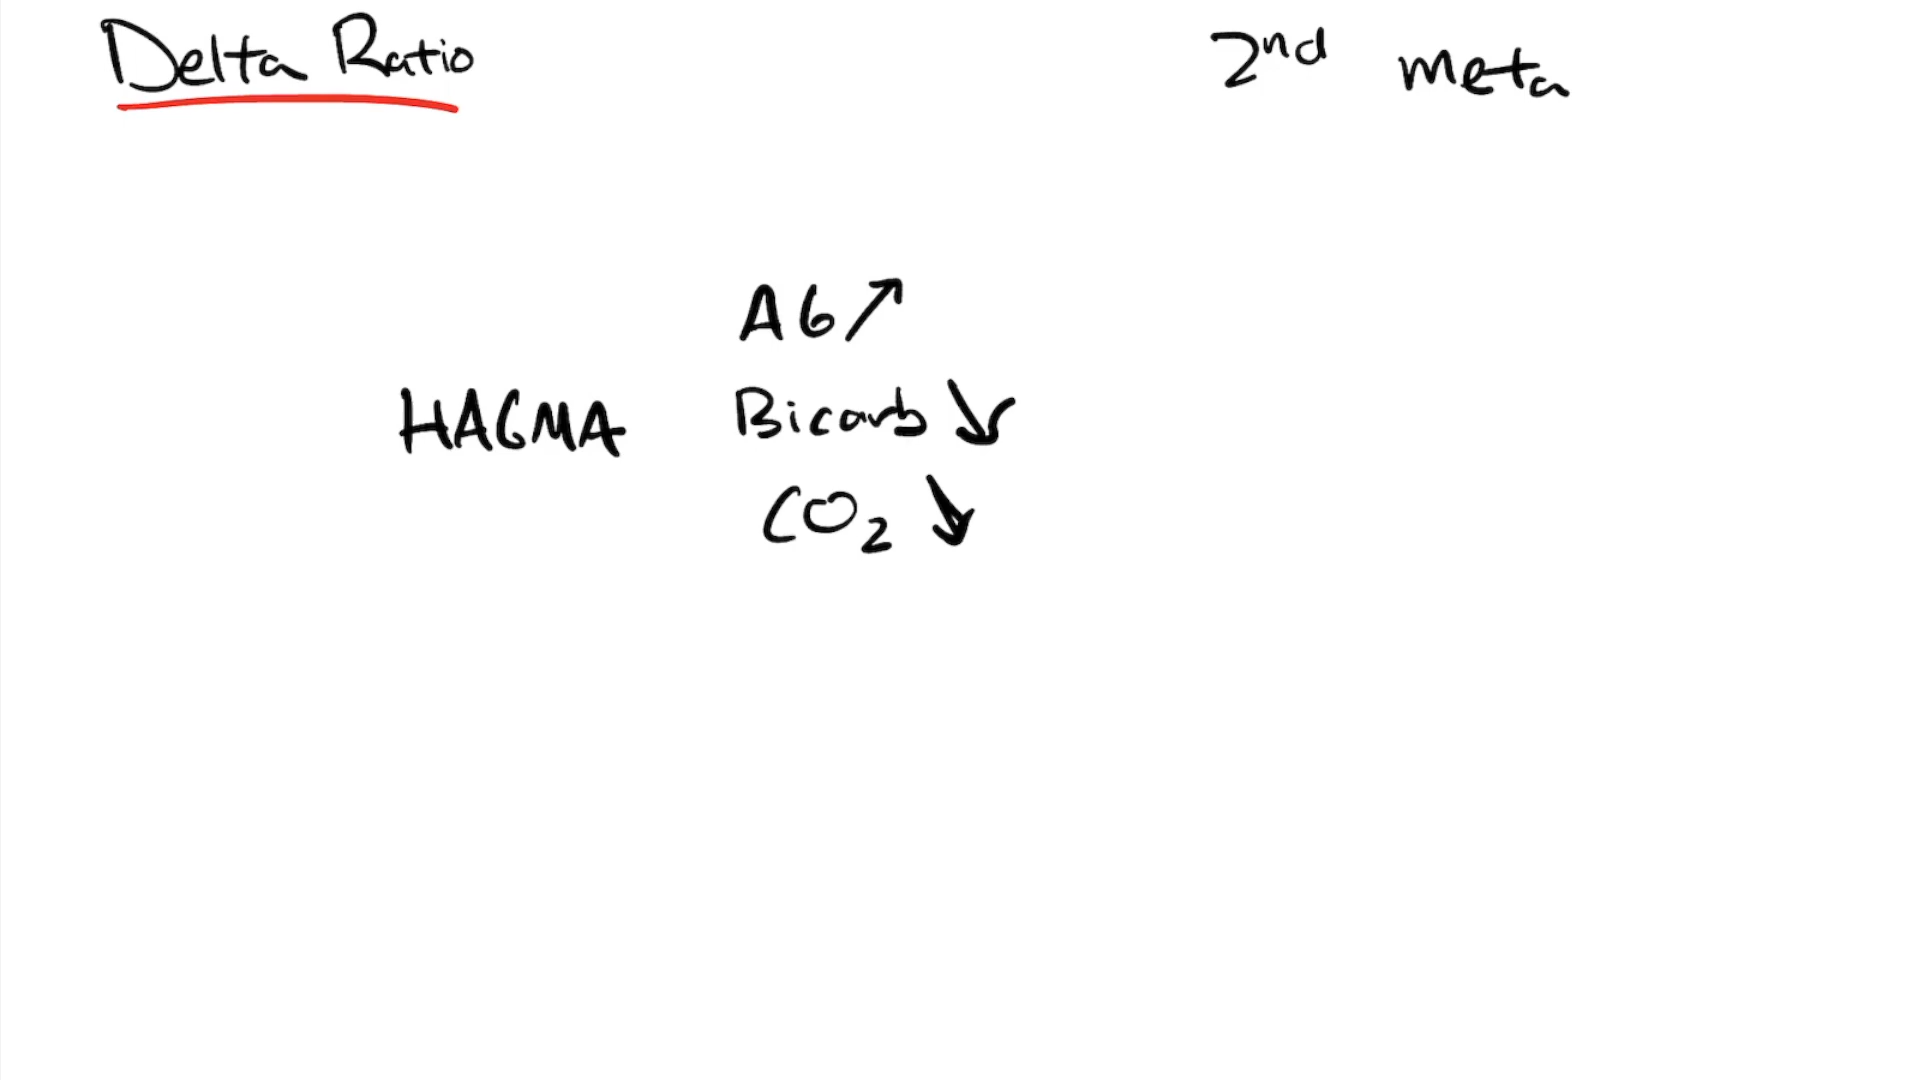 Delta Ratio
2nd meta
AG↗
HAGMA Bicarb ↘
CO₂ ↘